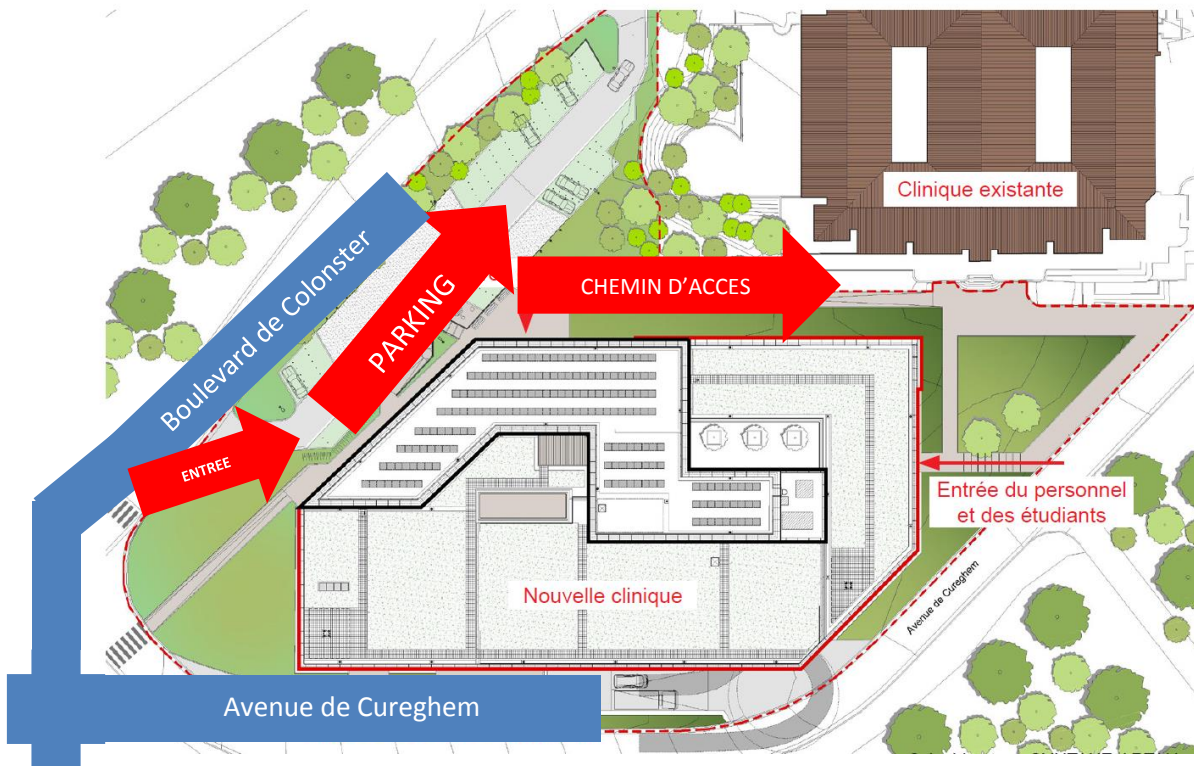 Clinique existante
Boulevard de Colonster
PARKING
CHEMIN D'ACCES
ENTREE
Entrée du personnel
et des étudiants
Nouvelle clinique
Avenue de Cureghem
Avenue de Cureghem